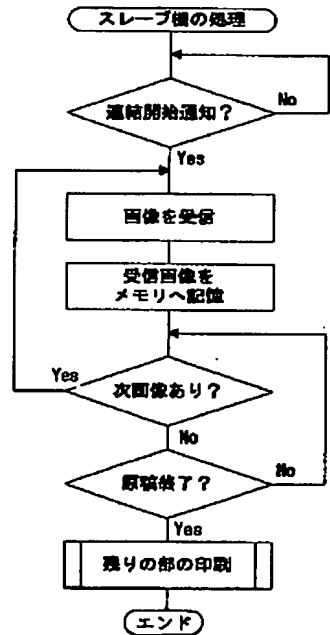 スレーブ機の処理
連結開始通知?
No
Yes
画像を受信
受信画像を
メモリへ記憶
Yes
次画像あり?
No
原稿終了?
No
Yes
残りの部の印刷
エンド